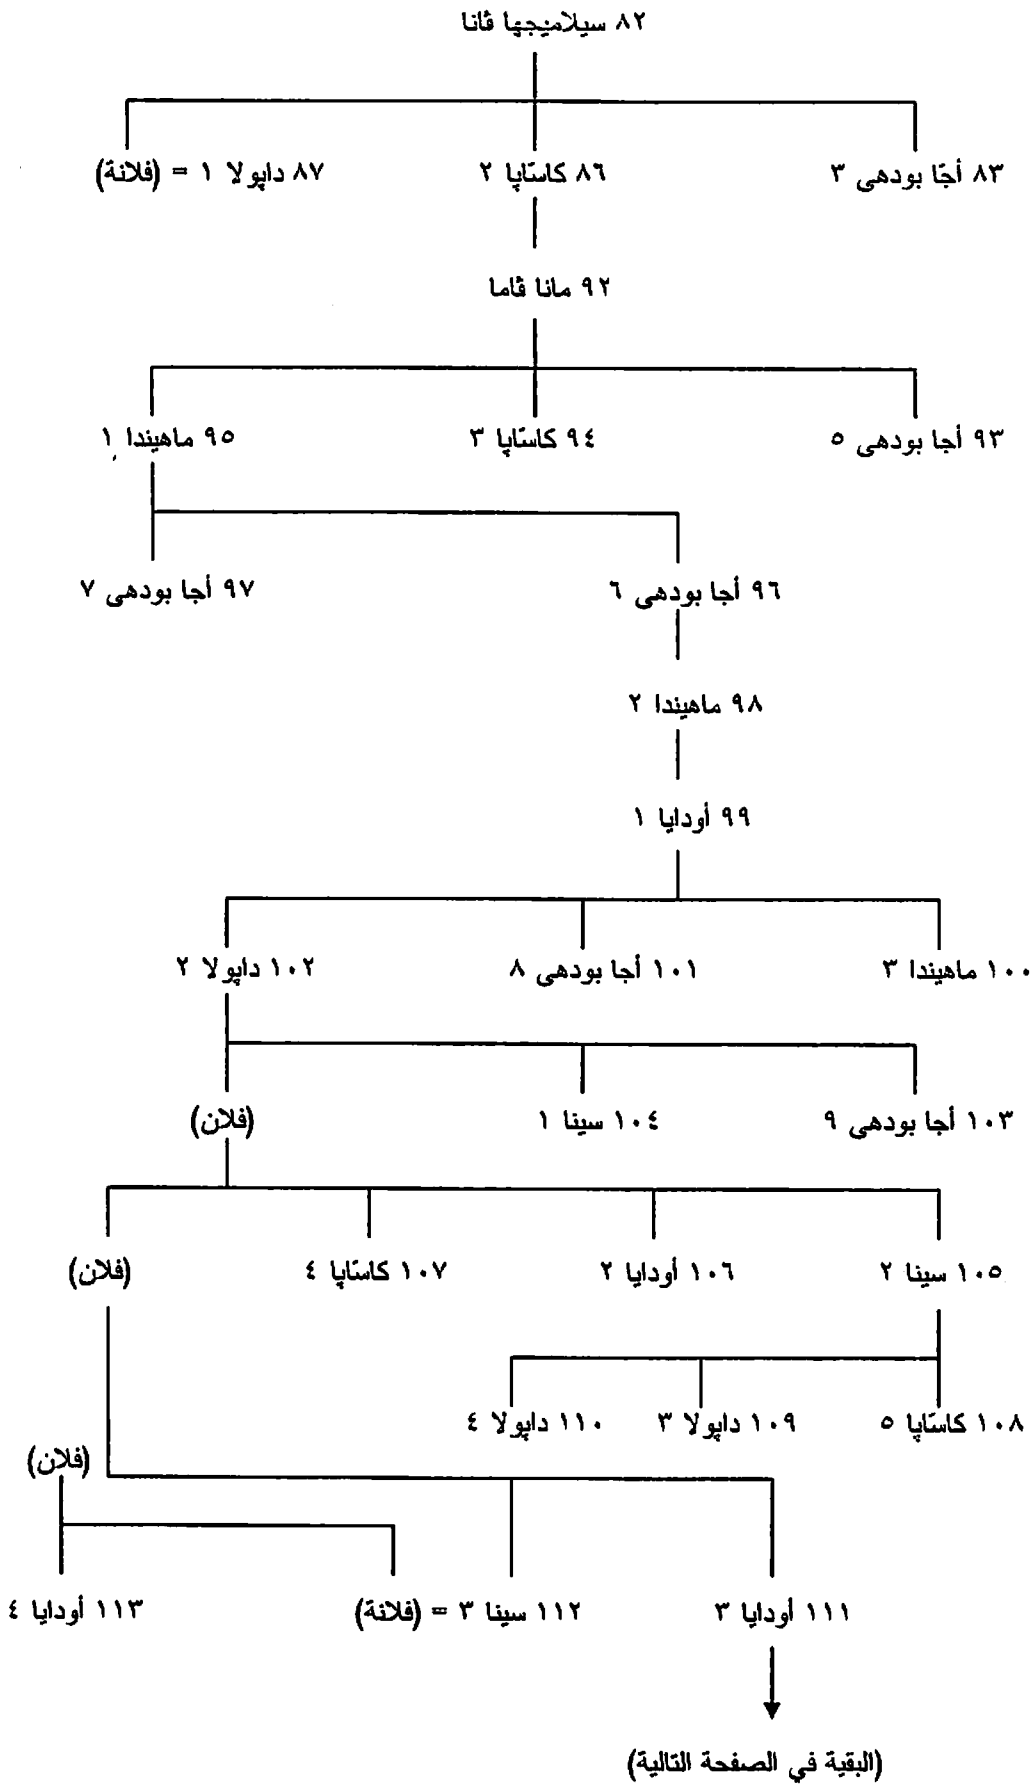 ٨٢ سيلاميجها ڤانا
٨٣ أجّا بودهى ٣
٨٦ كاسّاپا ٢
٨٧ داپولا ١ = (فلانة)
٩٢ مانا ڤاما
٩٣ أجا بودهى ٥
٩٤ كاسّاپا ٣
٩٥ ماهيندا ١
٩٦ أجا بودهى ٦
٩٧ أجا بودهى ٧
٩٨ ماهيندا ٢
٩٩ أودايا ١
١٠٠ ماهيندا ٣
١٠١ أجا بودهى ٨
١٠٢ داپولا ٢
١٠٣ أجا بودهى ٩
١٠٤ سينا ١
(فلان)
١٠٥ سينا ٢
١٠٦ أودايا ٢
١٠٧ كاسّاپا ٤
(فلان)
١٠٨ كاسّاپا ٥
١٠٩ داپولا ٣
١١٠ داپولا ٤
(فلان)
١١١ أودايا ٣
١١٢ سينا ٣ = (فلانة)
١١٣ أودايا ٤
(البقية في الصفحة التالية)